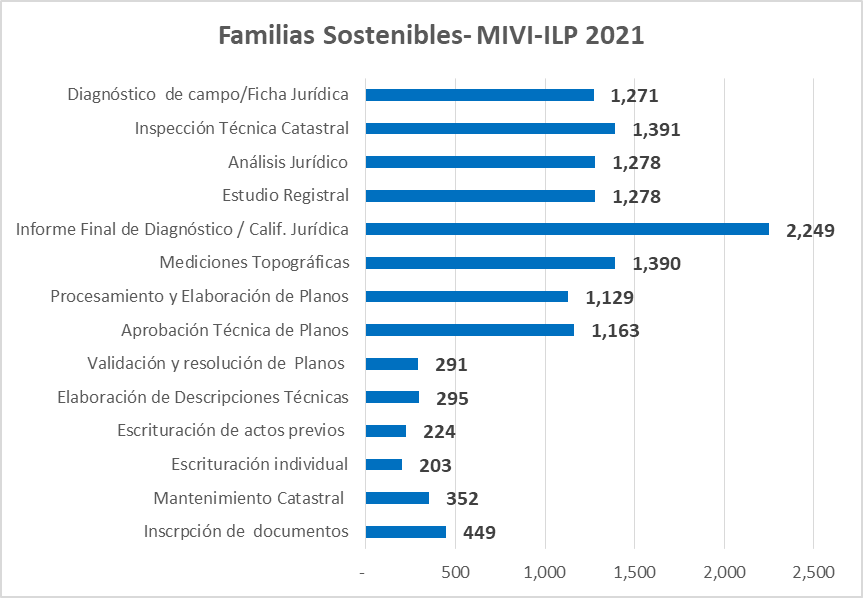 Familias Sostenibles- MIVI-ILP 2021
Diagnóstico de campo/Ficha Jurídica 1,271
Inspección Técnica Catastral 1,391
Análisis Jurídico 1,278
Estudio Registral 1,278
Informe Final de Diagnóstico / Calif. Jurídica 2,249
Mediciones Topográficas 1,390
Procesamiento y Elaboración de Planos 1,129
Aprobación Técnica de Planos 1,163
Validación y resolución de Planos 291
Elaboración de Descripciones Técnicas 295
Escrituración de actos previos 224
Escrituración individual 203
Mantenimiento Catastral 352
Inscrpción de documentos 449
- 500 1,000 1,500 2,000 2,500